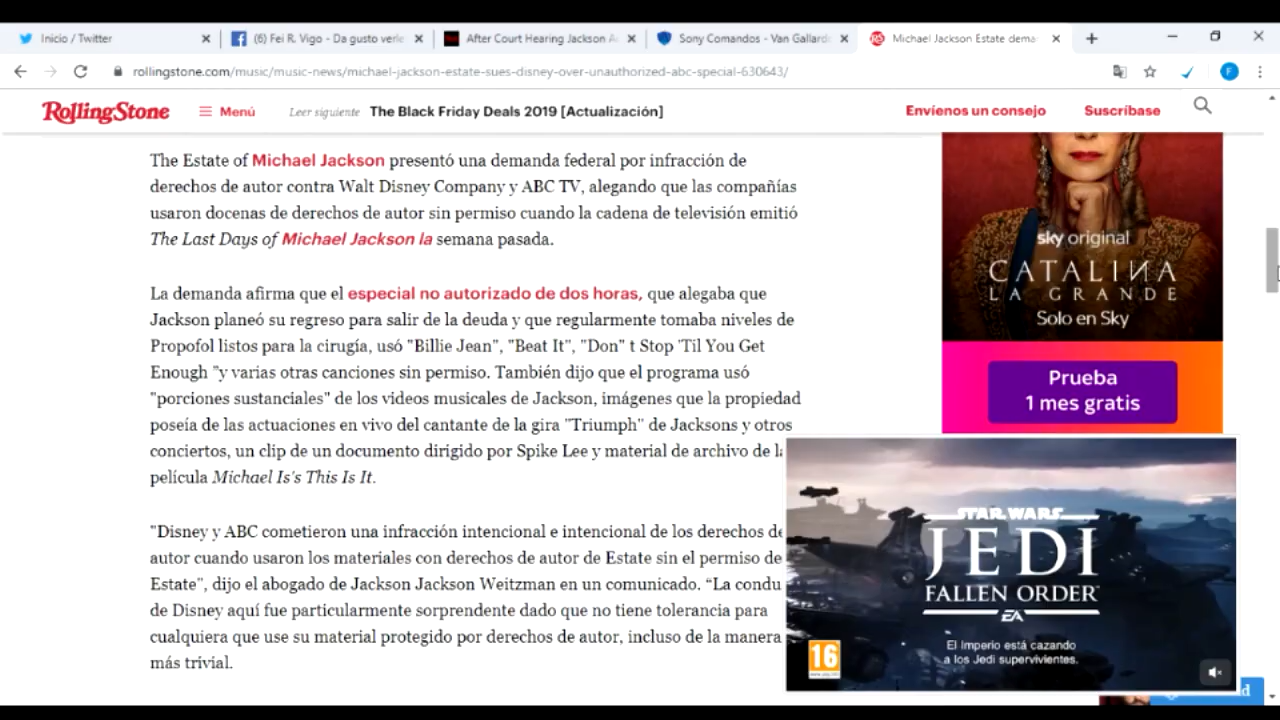 Inicio / Twitter
(6) Fei R. Vigo - Da gusto verle
After Court Hearing Jackson A
Sony Comandos - Van Gallard
Michael Jackson Estate dema
rollingstone.com/music/music-news/michael-jackson-estate-sues-disney-over-unauthorized-abc-special-630643/
F
RollingStone
Menú
Leer siguiente The Black Friday Deals 2019 [Actualización]
Envíenos un consejo
Suscríbase
The Estate of Michael Jackson presentó una demanda federal por infracción de
derechos de autor contra Walt Disney Company y ABC TV, alegando que las compañías
usaron docenas de derechos de autor sin permiso cuando la cadena de televisión emitió
The Last Days of Michael Jackson la semana pasada.
La demanda afirma que el especial no autorizado de dos horas, que alegaba que
Jackson planeó su regreso para salir de la deuda y que regularmente tomaba niveles de
Propofol listos para la cirugía, usó "Billie Jean", "Beat It", "Don" t Stop 'Til You Get
Enough "y varias otras canciones sin permiso. También dijo que el programa usó
"porciones sustanciales" de los videos musicales de Jackson, imágenes que la propiedad
poseía de las actuaciones en vivo del cantante de la gira "Triumph" de Jacksons y otros
conciertos, un clip de un documento dirigido por Spike Lee y material de archivo de la
película Michael Is's This Is It.
"Disney y ABC cometieron una infracción intencional e intencional de los derechos de
autor cuando usaron los materiales con derechos de autor de Estate sin el permiso de
Estate", dijo el abogado de Jackson Jackson Weitzman en un comunicado. “La condu
de Disney aquí fue particularmente sorprendente dado que no tiene tolerancia para
cualquiera que use su material protegido por derechos de autor, incluso de la manera
más trivial.
sky original
CATALINA
LA GRANDE
Solo en Sky
Prueba
1 mes gratis
STAR WARS
JEDI
FALLEN ORDER
EA
El Imperio está cazando
a los Jedi supervivientes.
16
d